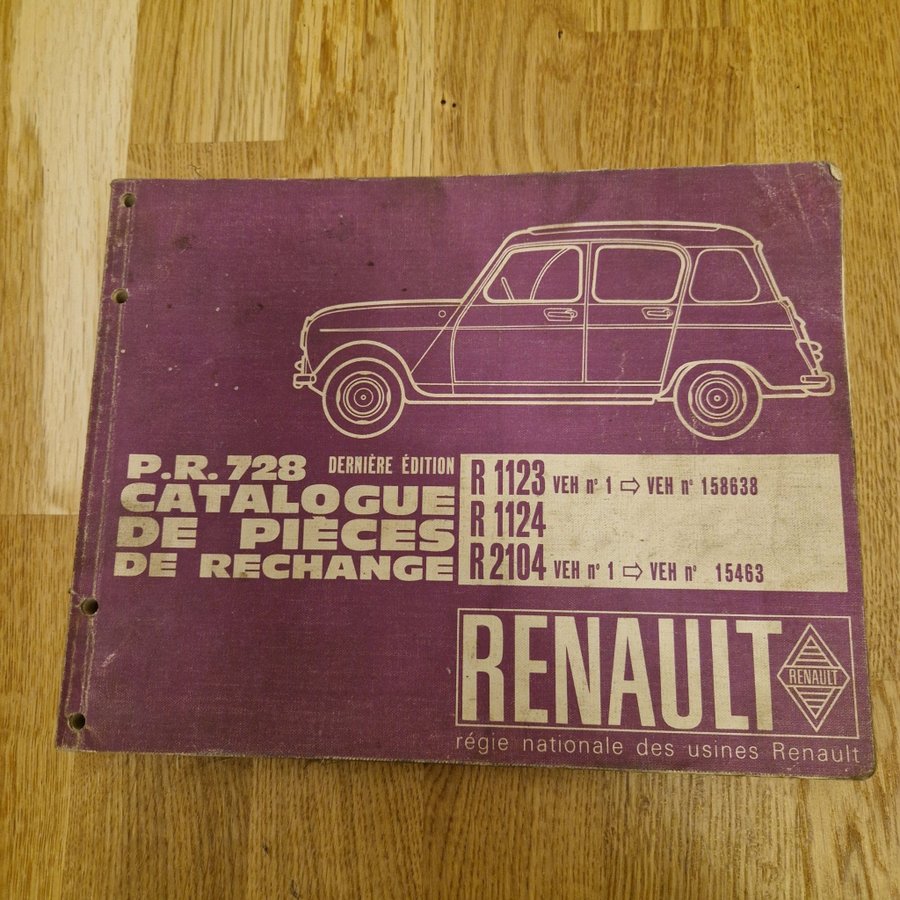 P.R. 728 DERNIÈRE ÉDITION
CATALOGUE
DE PIÈCES
DE RECHANGE
R 1123 VEH n° 1 ⇨ VEH n° 158638
R 1124
R 2104 VEH n° 1 ⇨ VEH n° 15463
RENAULT
RENAULT
régie nationale des usines Renault